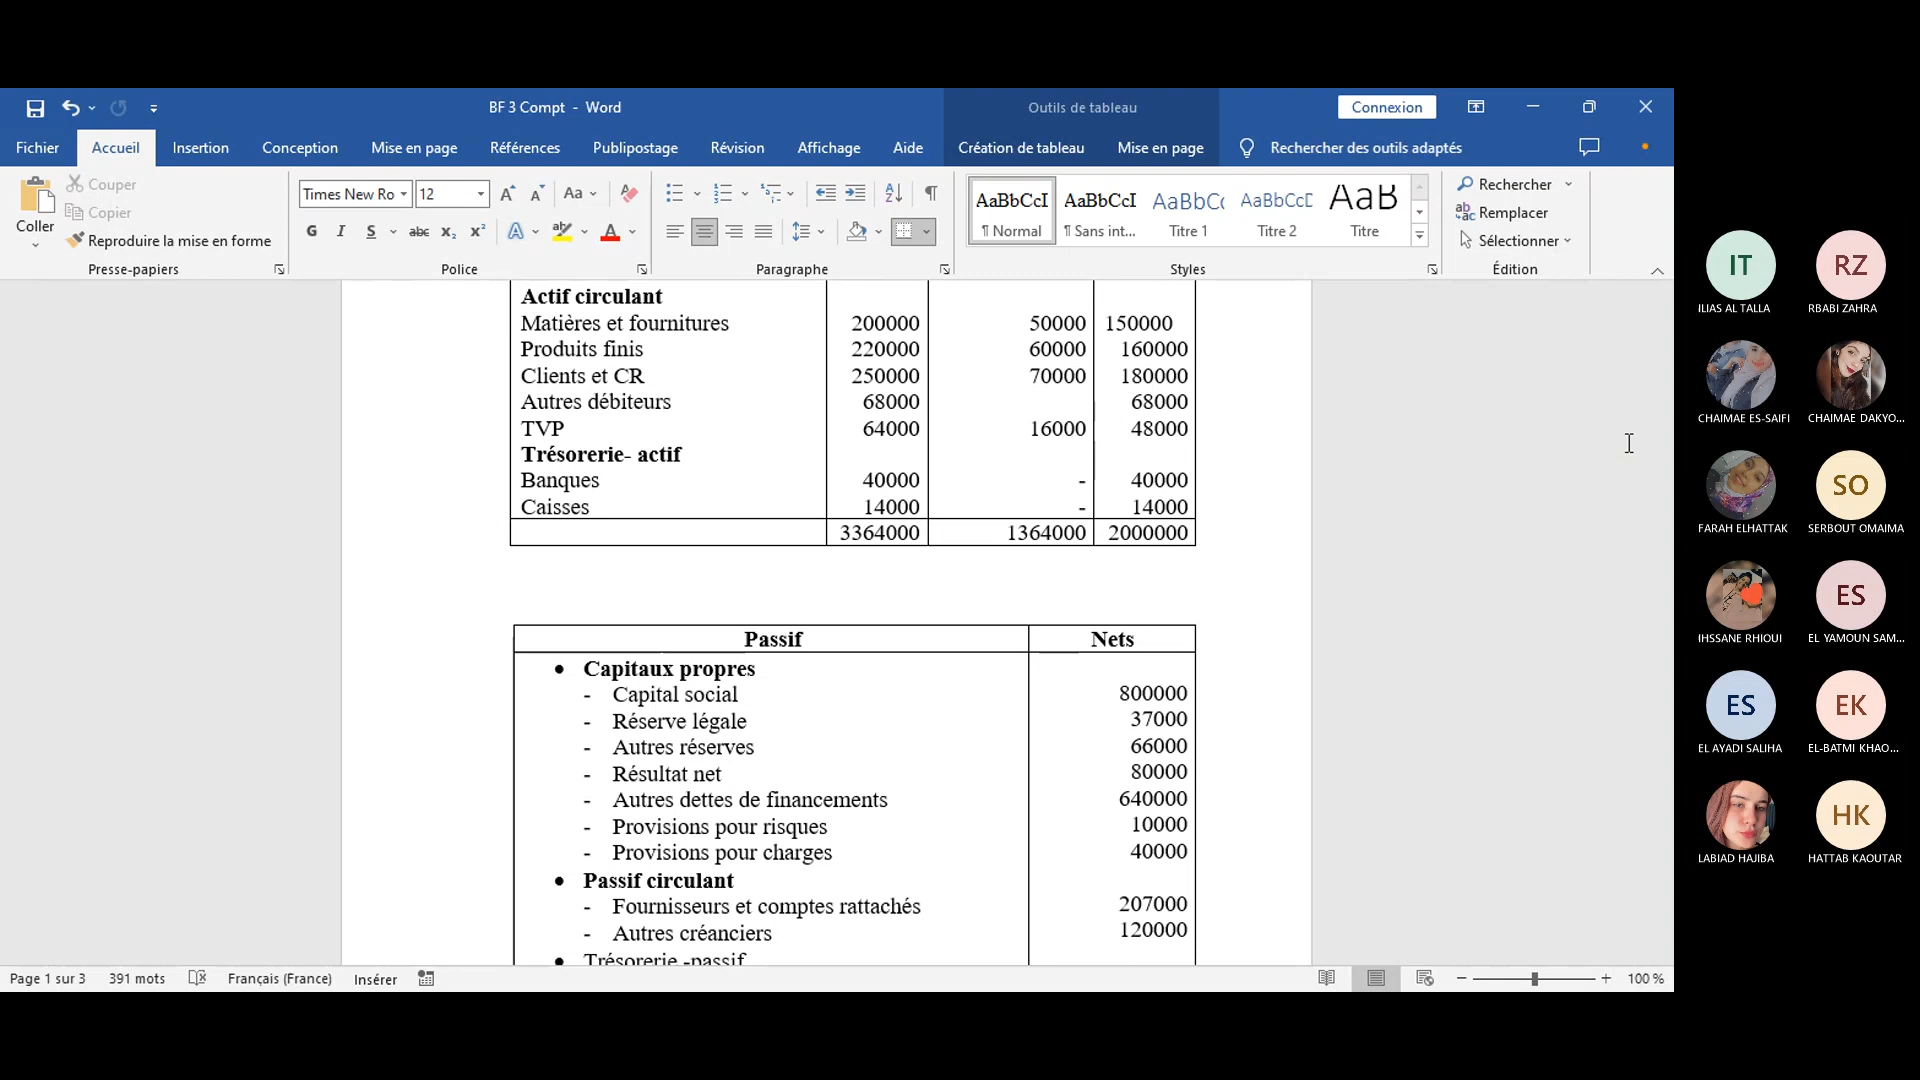 BF 3 Compt - Word
Outils de tableau
Connexion
Fichier Accueil Insertion Conception Mise en page Références Publipostage Révision Affichage Aide Création de tableau Mise en page Rechercher des outils adaptés
Coller
Couper
Copier
Reproduire la mise en forme
Presse-papiers
Times New Ro 12
Aa
G I S abc x₂ x² A ab A
Police
Paragraphe
AaBbCcI AaBbCcI AaBbCc AaBbCcD AaB
¶ Normal ¶ Sans int... Titre 1 Titre 2 Titre
Styles
Rechercher
Remplacer
Sélectionner
Édition
Actif circulant
Matières et fournitures 200000 50000 150000
Produits finis 220000 60000 160000
Clients et CR 250000 70000 180000
Autres débiteurs 68000 68000
TVP 64000 16000 48000
Trésorerie- actif
Banques 40000 - 40000
Caisses 14000 - 14000
3364000 1364000 2000000
Passif Nets
• Capitaux propres
- Capital social 800000
- Réserve légale 37000
- Autres réserves 66000
- Résultat net 80000
- Autres dettes de financements 640000
- Provisions pour risques 10000
- Provisions pour charges 40000
• Passif circulant
- Fournisseurs et comptes rattachés 207000
- Autres créanciers 120000
• Trésorerie -passif
Page 1 sur 3 391 mots Français (France) Insérer 100 %
IT RZ
ILIAS AL TALLA RBABI ZAHRA
CHAIMAE ES-SAIFI CHAIMAE DAKYO...
SO
FARAH ELHATTAK SERBOUT OMAIMA
ES
IHSSANE RHIOUI EL YAMOUN SAM...
ES EK
EL AYADI SALIHA EL-BATMI KHAO...
HK
LABIAD HAJIBA HATTAB KAOUTAR